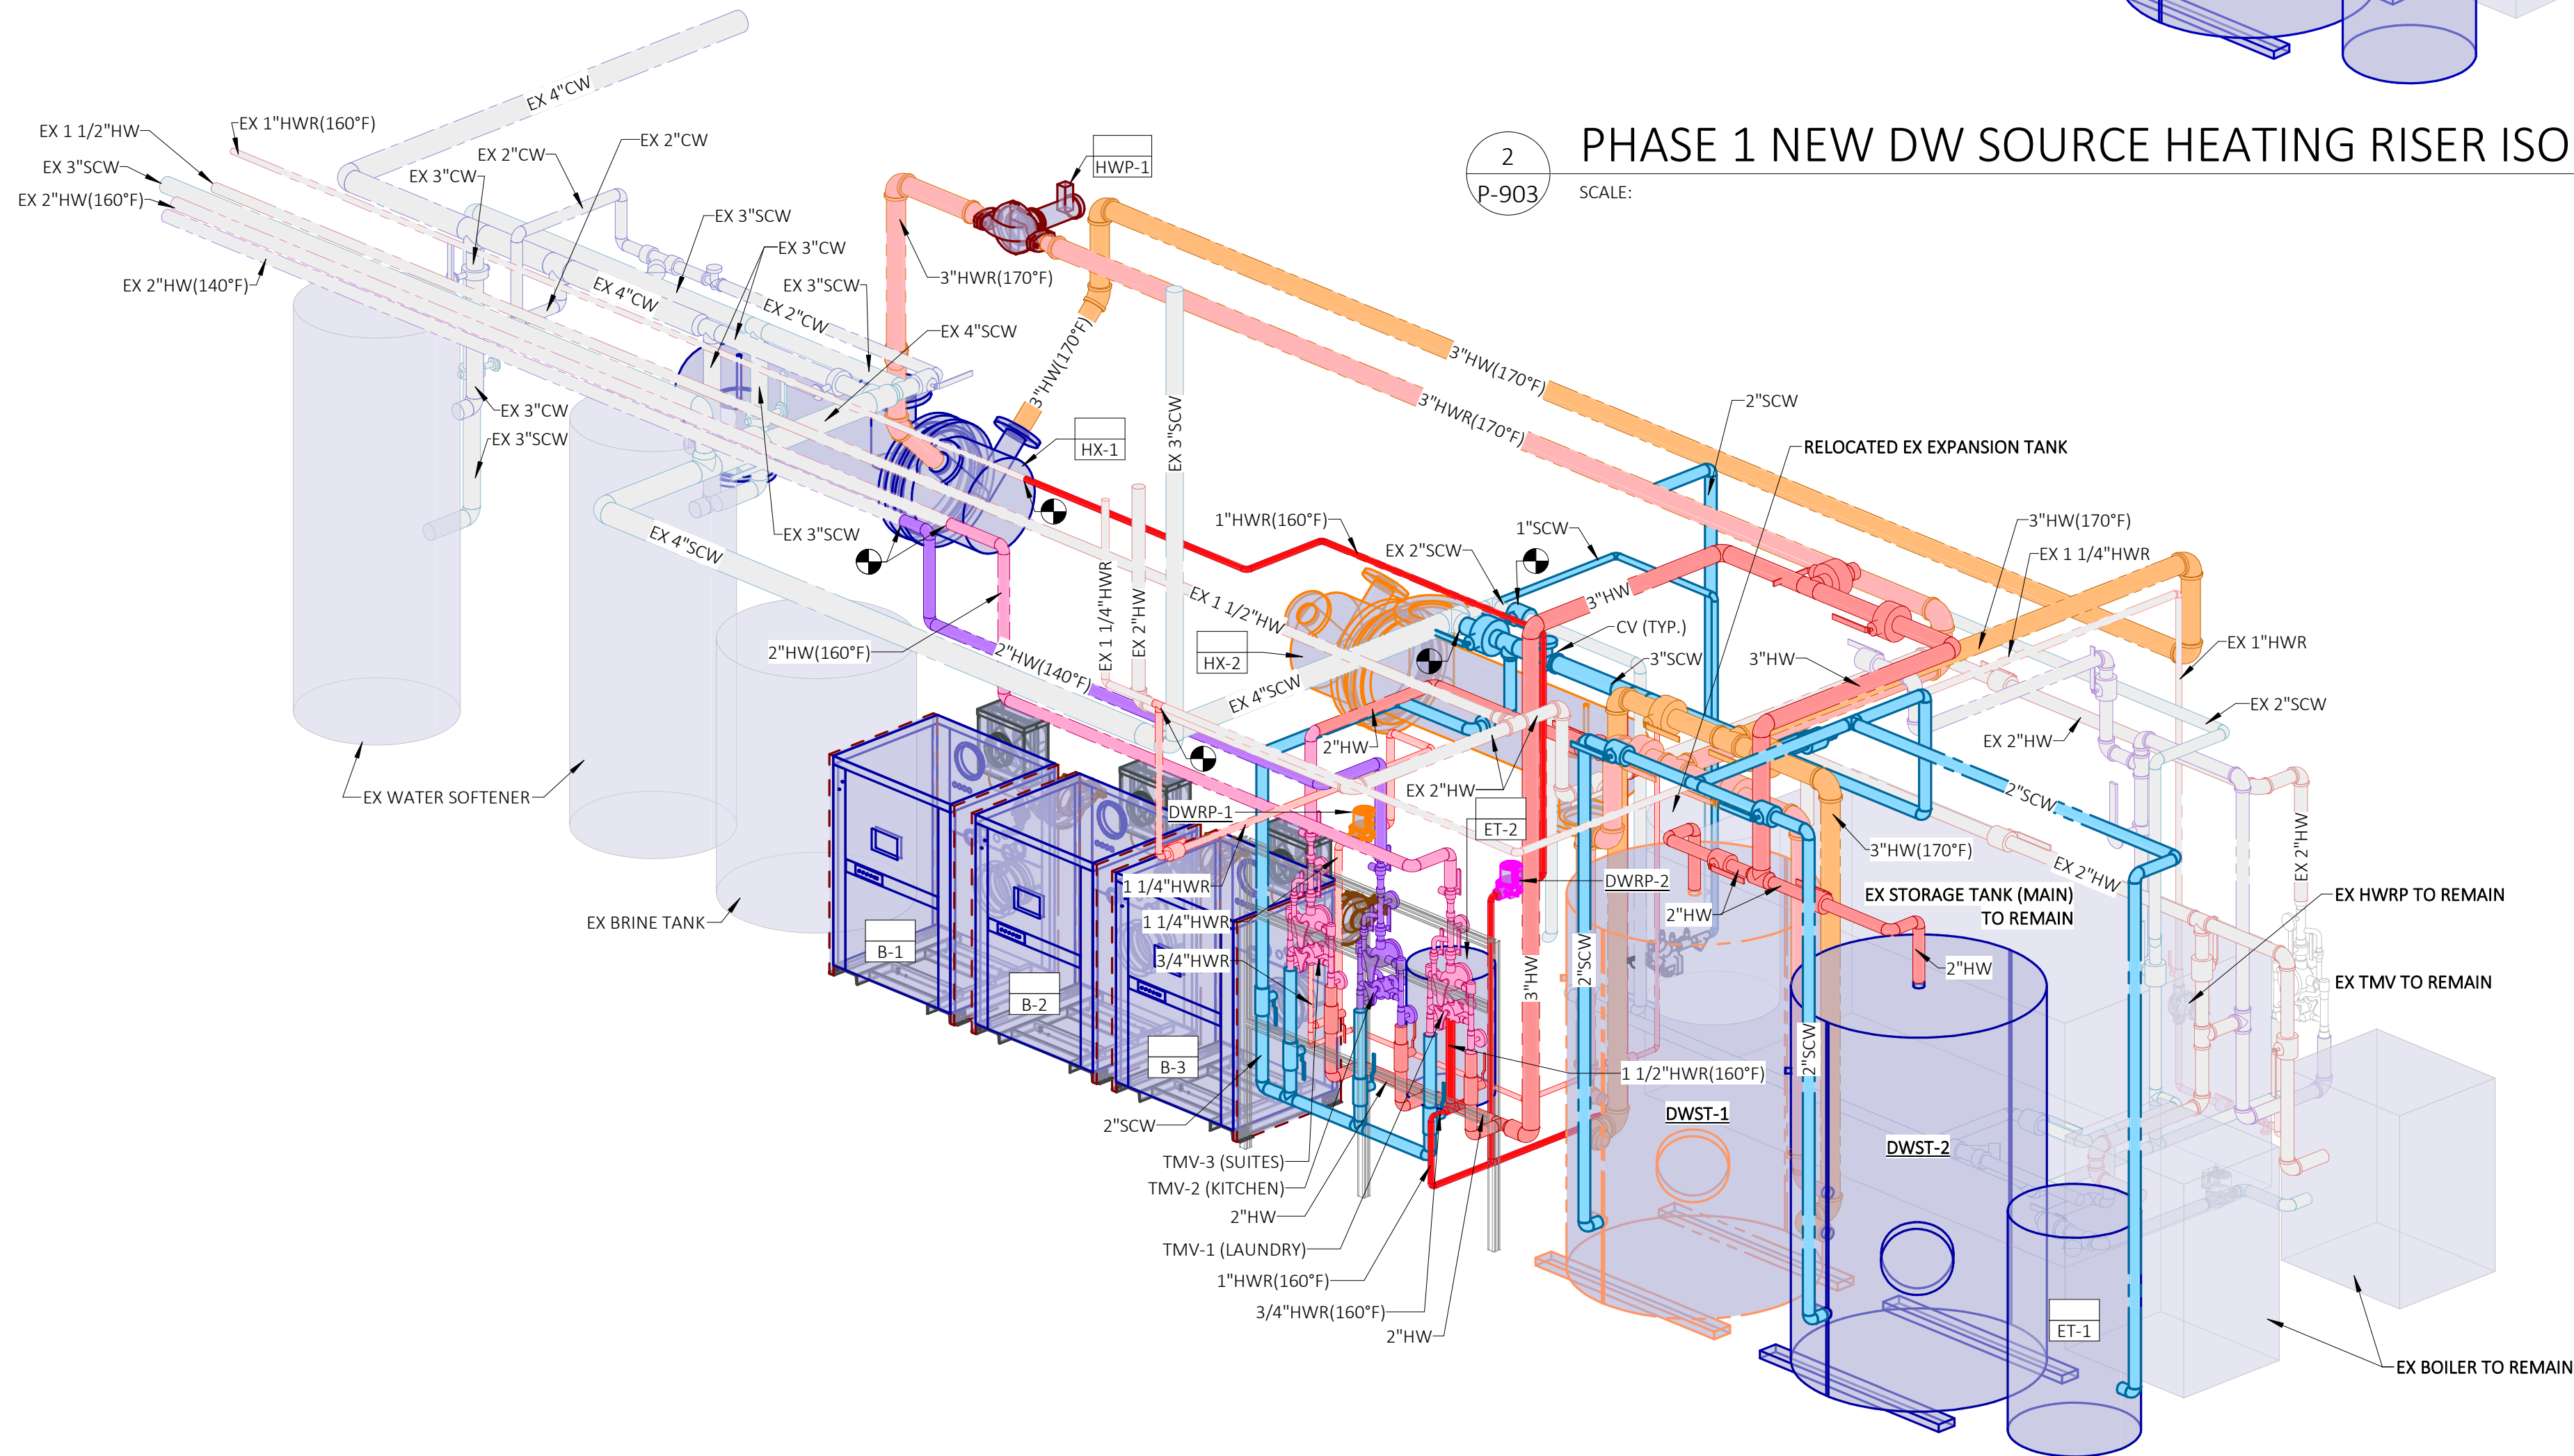 EX 4"CW
EX 1 1/2"HW
EX 1"HWR(160°F)
EX 2"CW
EX 2"CW
EX 3"SCW
EX 3"CW
EX 2"HW(160°F)
HWP-1
2
P-903
PHASE 1 NEW DW SOURCE HEATING RISER ISO
SCALE:
EX 3"SCW
EX 3"CW
EX 2"HW(140°F)
EX 4"CW
EX 3"SCW
3"HWR(170°F)
EX 2"CW
EX 4"SCW
3"HW(170°F)
3"HW(170°F)
3"HWR(170°F)
EX 3"SCW
2"SCW
EX 3"CW
EX 3"SCW
HX-1
RELOCATED EX EXPANSION TANK
EX 4"SCW
EX 3"SCW
1"HWR(160°F)
EX 2"SCW
1"SCW
3"HW(170°F)
EX 1 1/4"HWR
EX 1 1/4"HWR
EX 2"HW
EX 1 1/2"HW
3"HW
CV (TYP.)
2"HW(160°F)
2"HW(140°F)
HX-2
3"SCW
3"HW
EX 1"HWR
EX 4"SCW
EX 2"SCW
2"HW
EX 2"HW
EX 2"HW
2"SCW
EX WATER SOFTENER
DWRP-1
ET-2
3"HW(170°F)
EX 2"HW
EX 2"HW
1 1/4"HWR
DWRP-2
EX STORAGE TANK (MAIN)
TO REMAIN
EX HWRP TO REMAIN
EX BRINE TANK
1 1/4"HWR
2"HW
B-1
3/4"HWR
3"HW
2"SCW
2"HW
EX TMV TO REMAIN
B-2
B-3
2"SCW
1 1/2"HWR(160°F)
2"SCW
DWST-1
DWST-2
TMV-3 (SUITES)
TMV-2 (KITCHEN)
2"HW
TMV-1 (LAUNDRY)
1"HWR(160°F)
3/4"HWR(160°F)
2"HW
ET-1
EX BOILER TO REMAIN